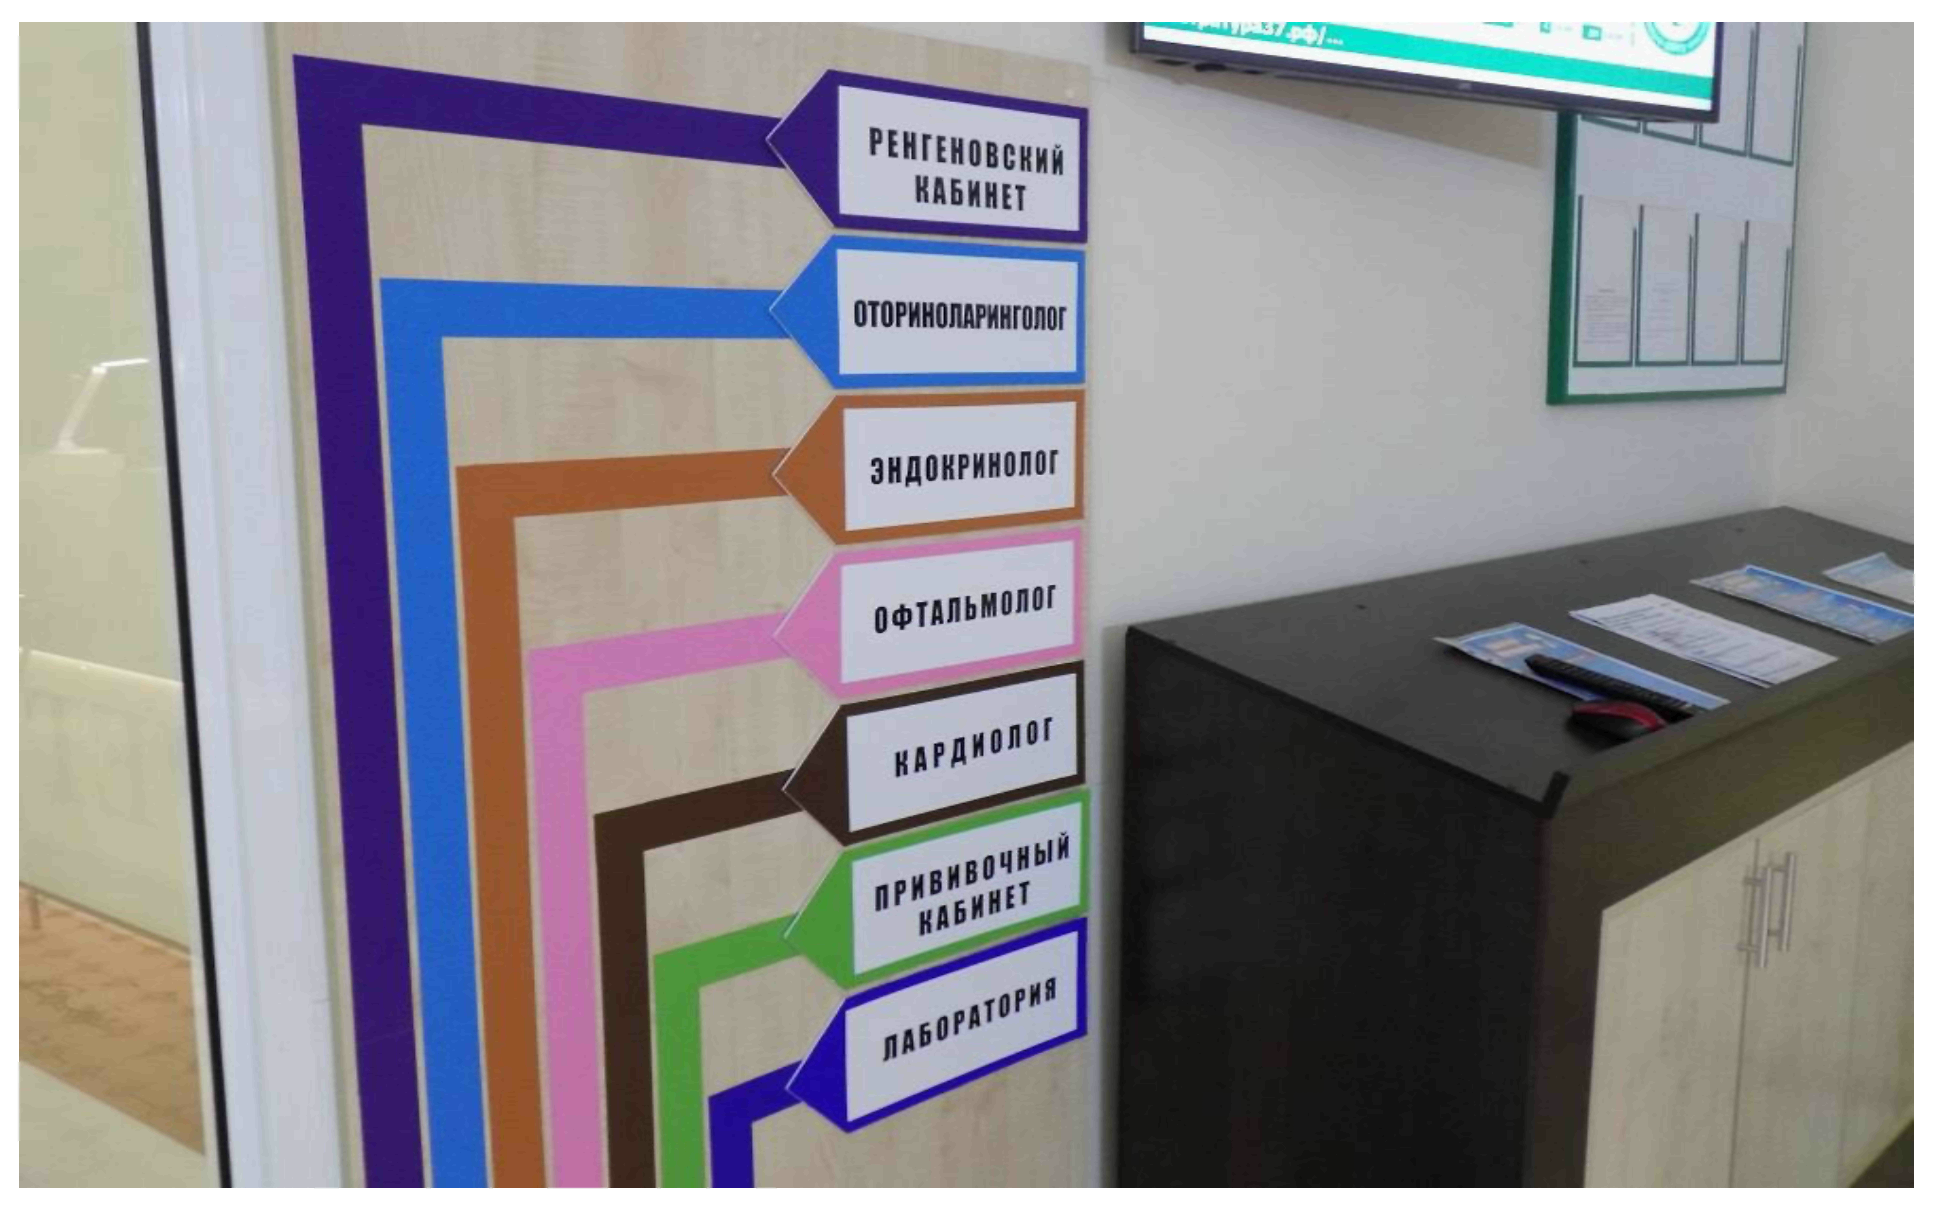 РЕНГЕНОВСКИЙ
КАБИНЕТ
ОТОРИНОЛАРИНГОЛОГ
ЭНДОКРИНОЛОГ
ОФТАЛЬМОЛОГ
КАРДИОЛОГ
ПРИВИВОЧНЫЙ
КАБИНЕТ
ЛАБОРАТОРИЯ